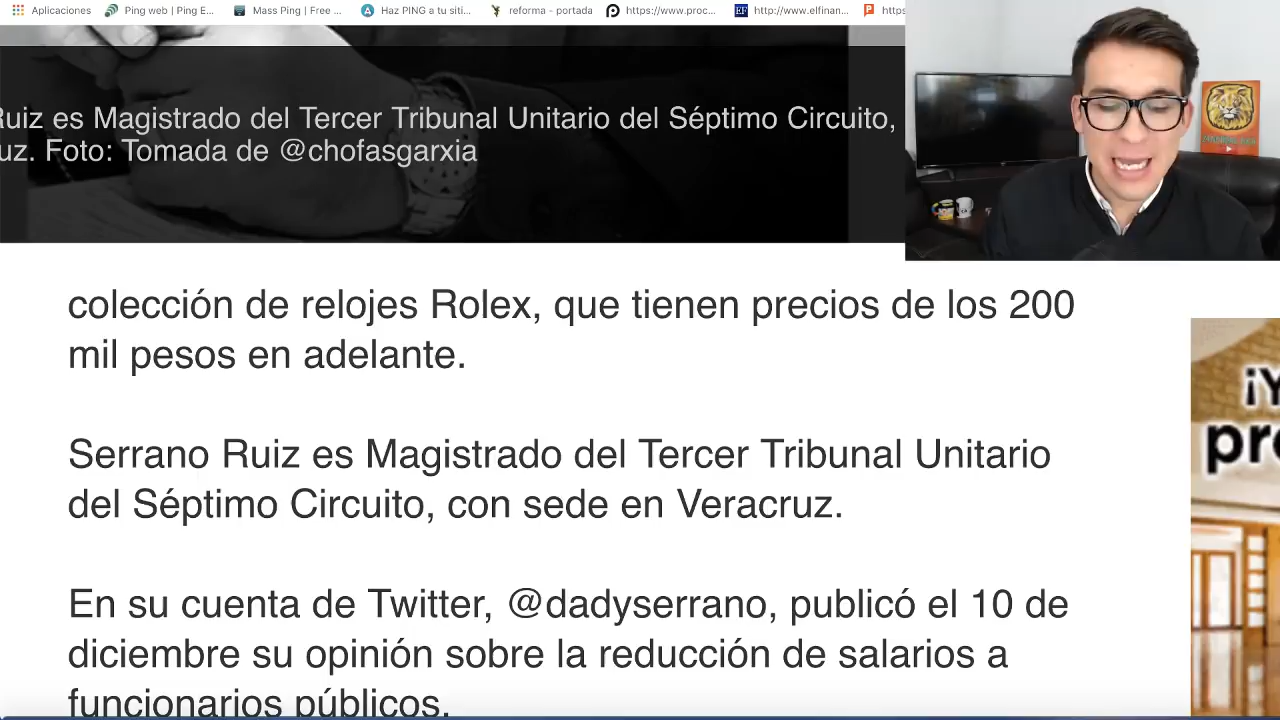 Aplicaciones Ping web | Ping E... Mass Ping | Free ... Haz PING a tu siti... reforma - portada https://www.proc... http://www.elfinan... https
Ruiz es Magistrado del Tercer Tribunal Unitario del Séptimo Circuito,
uz. Foto: Tomada de @chofasgarxia
colección de relojes Rolex, que tienen precios de los 200
mil pesos en adelante.
Serrano Ruiz es Magistrado del Tercer Tribunal Unitario
del Séptimo Circuito, con sede en Veracruz.
En su cuenta de Twitter, @dadyserrano, publicó el 10 de
diciembre su opinión sobre la reducción de salarios a
funcionarios públicos.
¡Y
pre